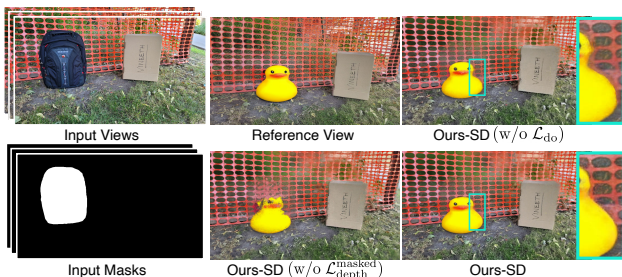 Input Views
Reference View
Ours-SD (w/o L_do)
Input Masks
Ours-SD (w/o L_depth^masked)
Ours-SD